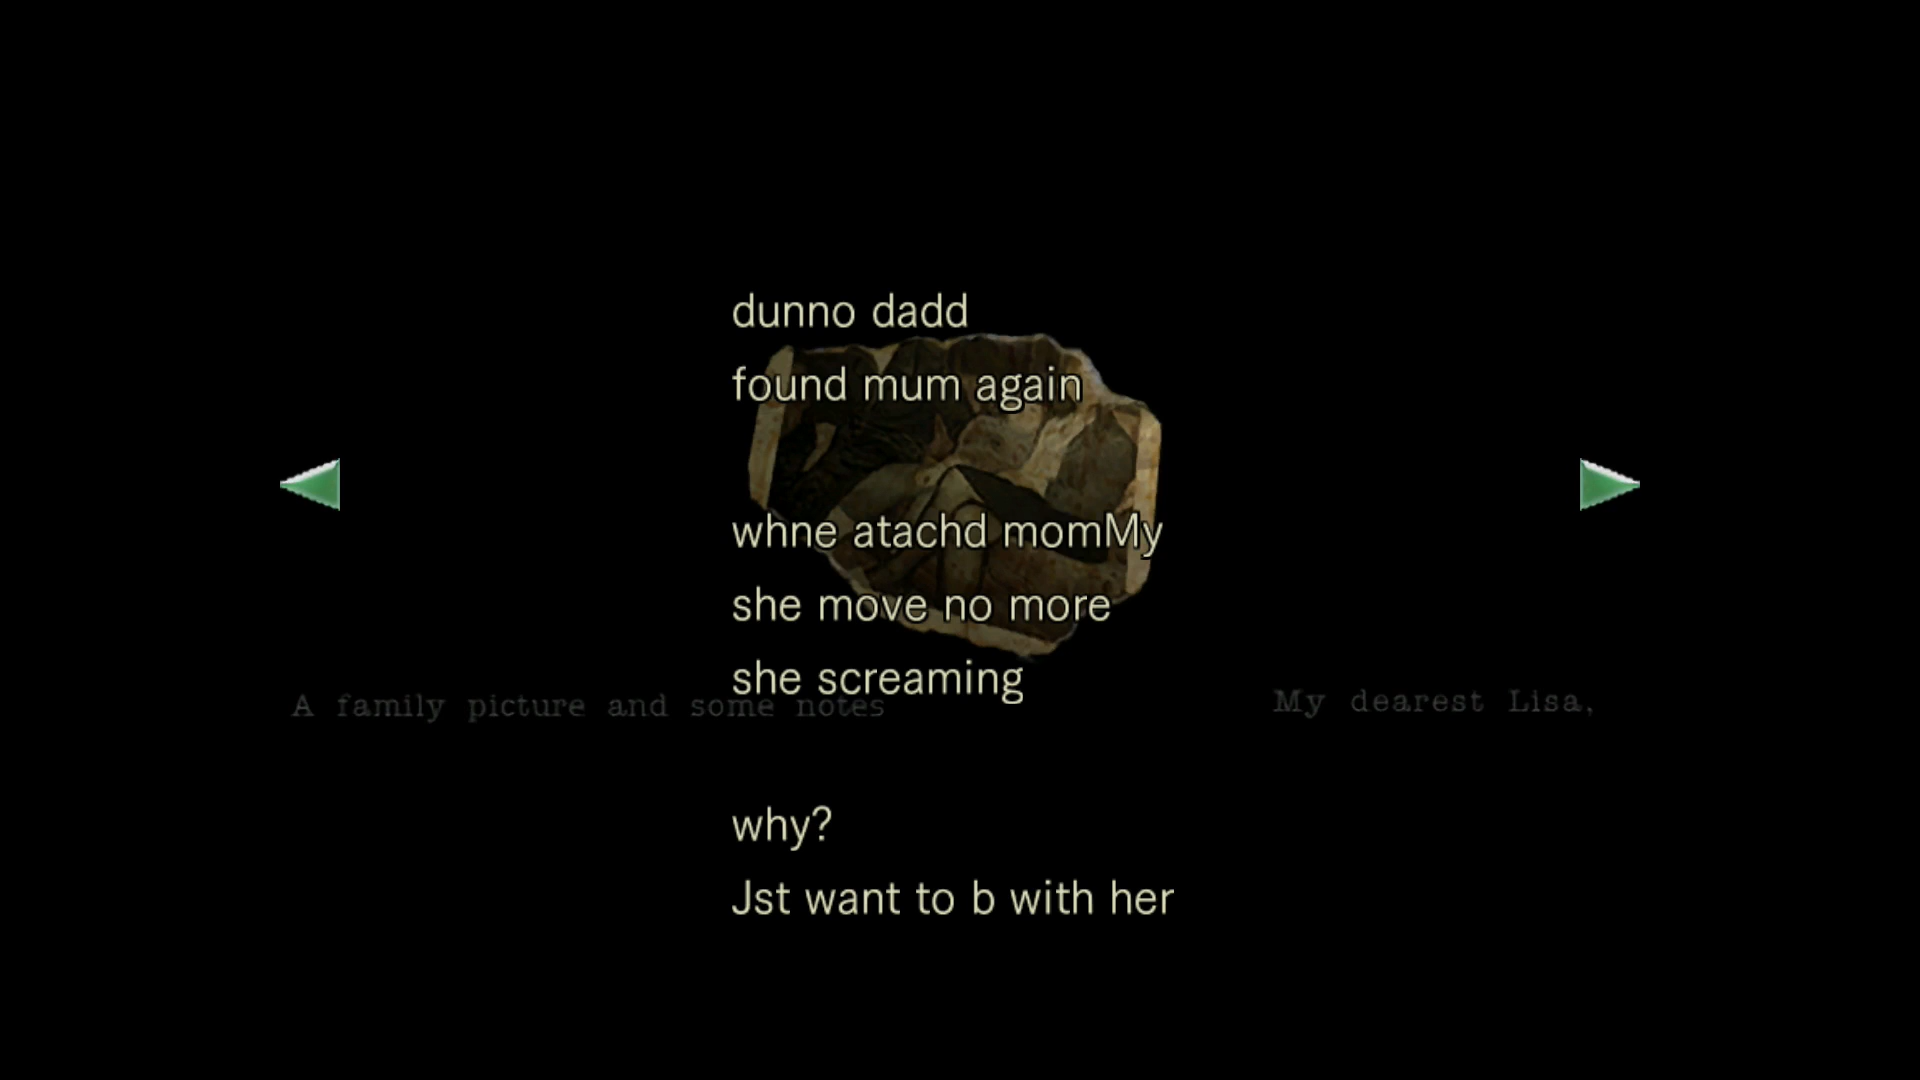 dunno dadd
found mum again
whne atachd momMy
she move no more
she screaming
A family picture and some notes
My dearest Lisa,
why?
Jst want to b with her